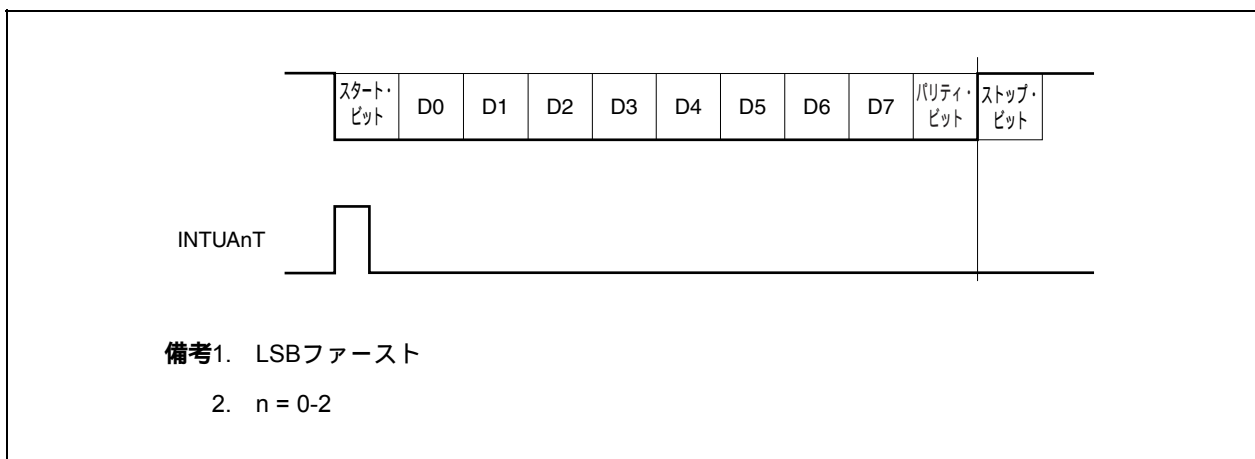 スタート・ビット D0 D1 D2 D3 D4 D5 D6 D7 パリティ・ビット ストップ・ビット
INTUAnT
備考1. LSBファースト
2. n = 0-2